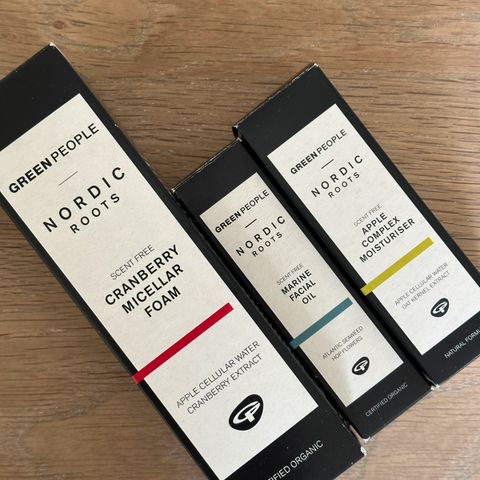 GREEN PEOPLE
NORDIC
ROOTS
SCENT FREE
CRANBERRY
MICELLAR
FOAM
APPLE CELLULAR WATER
CRANBERRY EXTRACT
CERTIFIED ORGANIC
GREEN PEOPLE
NORDIC
ROOTS
SCENT FREE
MARINE
FACIAL
OIL
ATLANTIC SEAWEED
HOP FLOWERS
CERTIFIED ORGANIC
GREEN PEOPLE
NORDIC
ROOTS
SCENT FREE
APPLE
COMPLEX
MOISTURISER
APPLE CELLULAR WATER
OAT KERNEL EXTRACT
NATURAL